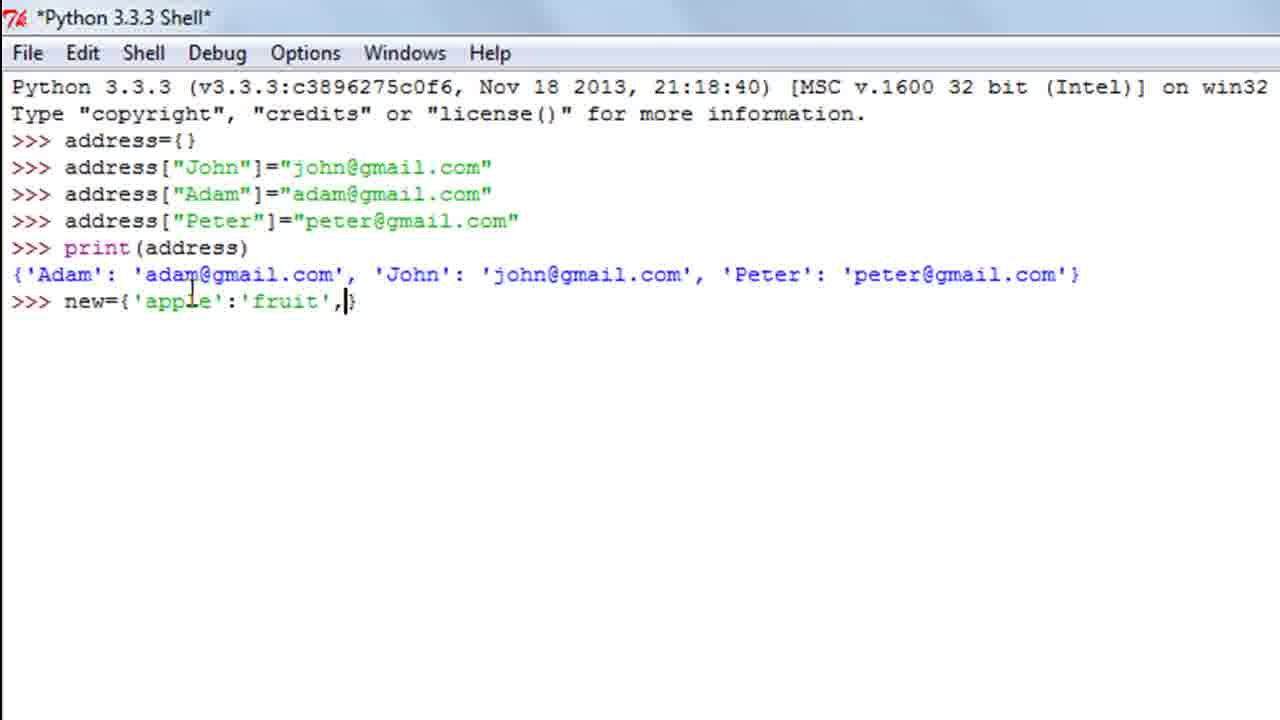 *Python 3.3.3 Shell*
File Edit Shell Debug Options Windows Help
Python 3.3.3 (v3.3.3:c3896275c0f6, Nov 18 2013, 21:18:40) [MSC v.1600 32 bit (Intel)] on win32
Type "copyright", "credits" or "license()" for more information.
>>> address={}
>>> address["John"]="john@gmail.com"
>>> address["Adam"]="adam@gmail.com"
>>> address["Peter"]="peter@gmail.com"
>>> print(address)
{'Adam': 'adam@gmail.com', 'John': 'john@gmail.com', 'Peter': 'peter@gmail.com'}
>>> new={'apple':'fruit',}